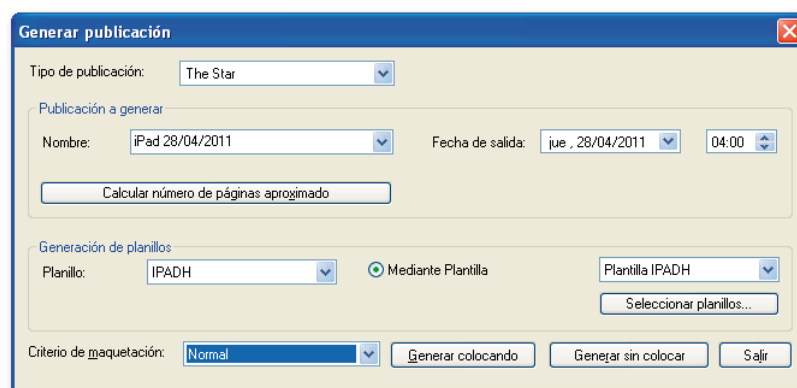 Generar publicación
Tipo de publicación: The Star
Publicación a generar
Nombre: iPad 28/04/2011 Fecha de salida: jue , 28/04/2011 04:00
Calcular número de páginas aproximado
Generación de planillos
Planillo: IPADH Mediante Plantilla Plantilla IPADH
Seleccionar planillos...
Criterio de maquetación: Normal Generar colocando Generar sin colocar Salir